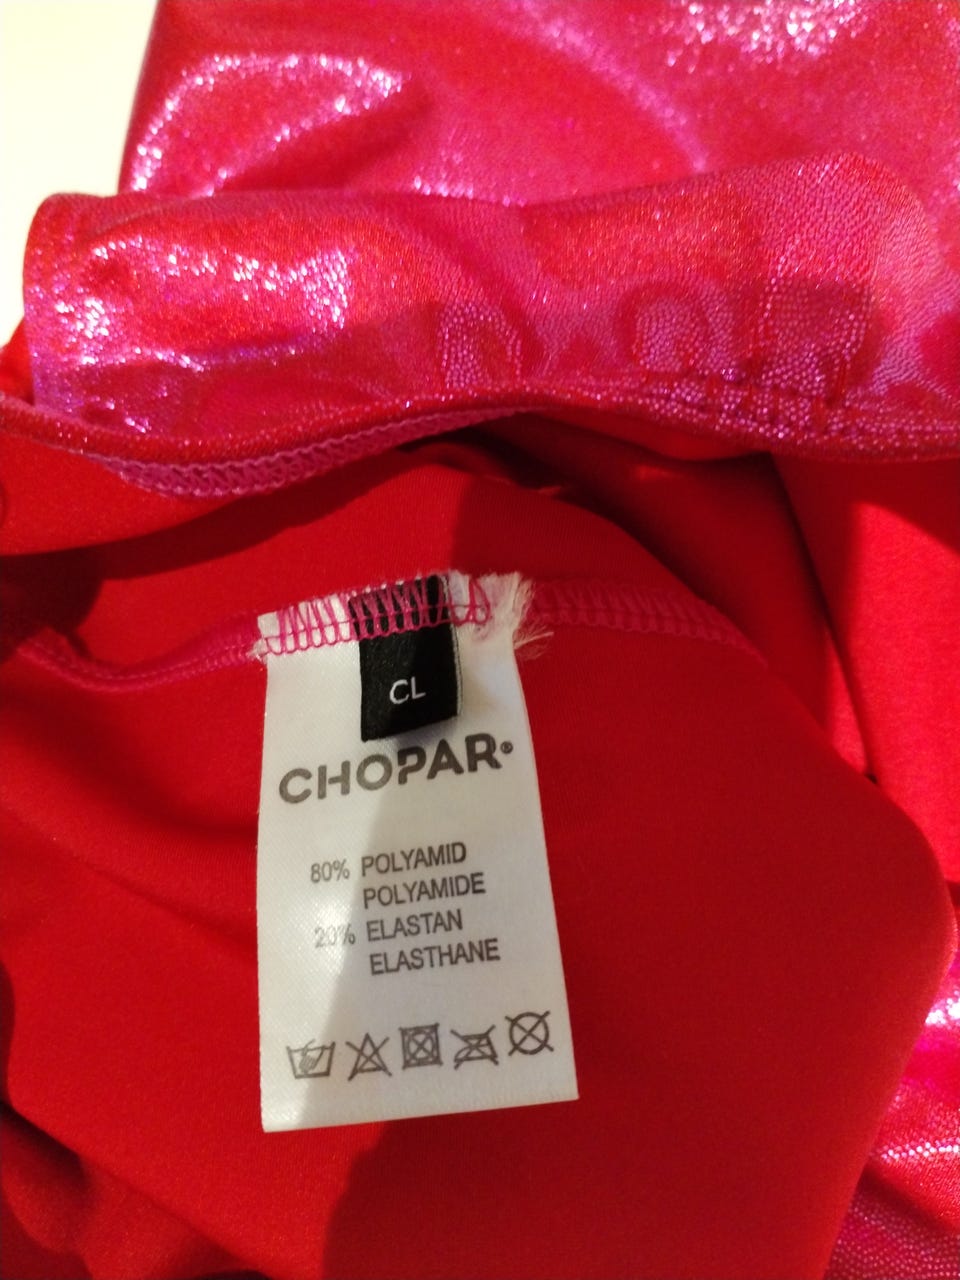 CL
CHOPAR®
80% POLYAMID
POLYAMIDE
20% ELASTAN
ELASTHANE